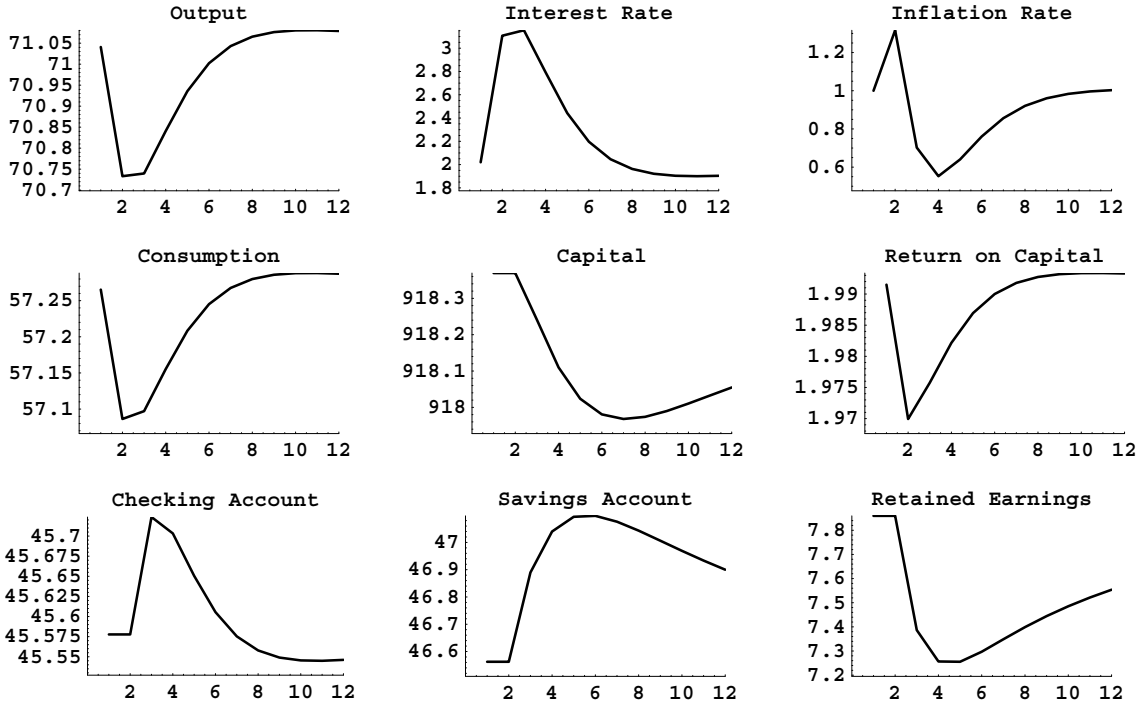 Output
71.05
71
70.95
70.9
70.85
70.8
70.75
70.7
2 4 6 8 10 12
Interest Rate
3
2.8
2.6
2.4
2.2
2
1.8
2 4 6 8 10 12
Inflation Rate
1.2
1
0.8
0.6
2 4 6 8 10 12
Consumption
57.25
57.2
57.15
57.1
2 4 6 8 10 12
Capital
918.3
918.2
918.1
918
2 4 6 8 10 12
Return on Capital
1.99
1.985
1.98
1.975
1.97
2 4 6 8 10 12
Checking Account
45.7
45.675
45.65
45.6
45.575
45.55
2 4 6 8 10 12
Savings Account
47
46.9
46.8
46.7
46.6
2 4 6 8 10 12
Retained Earnings
7.8
7.7
7.6
7.5
7.4
7.3
7.2
2 4 6 8 10 12